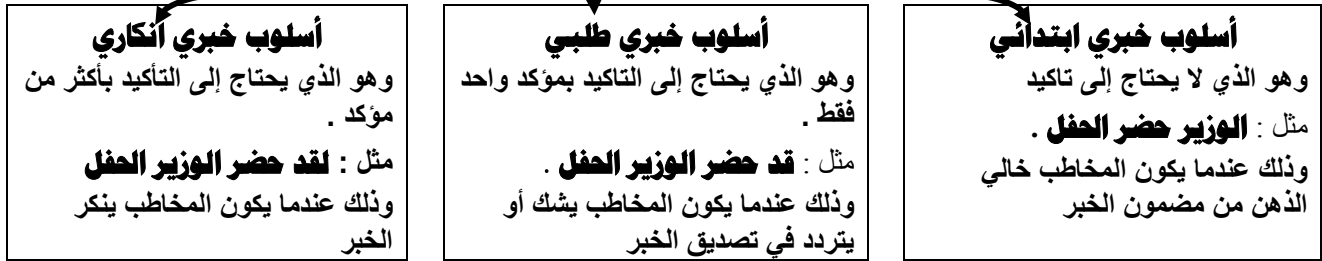 أسلوب خبري ابتدائي
وهو الذي لا يحتاج إلى تاكيد
مثل : الوزير حضر الحفل .
وذلك عندما يكون المخاطب خالي
الذهن من مضمون الخبر
أسلوب خبري طلبي
وهو الذي يحتاج إلى التاكيد بمؤكد واحد
فقط .
مثل : قد حضر الوزير الحفل .
وذلك عندما يكون المخاطب يشك أو
يتردد في تصديق الخبر
أسلوب خبري أنكاري
وهو الذي يحتاج إلى التأكيد بأكثر من
مؤكد .
مثل : لقد حضر الوزير الحفل
وذلك عندما يكون المخاطب ينكر
الخبر